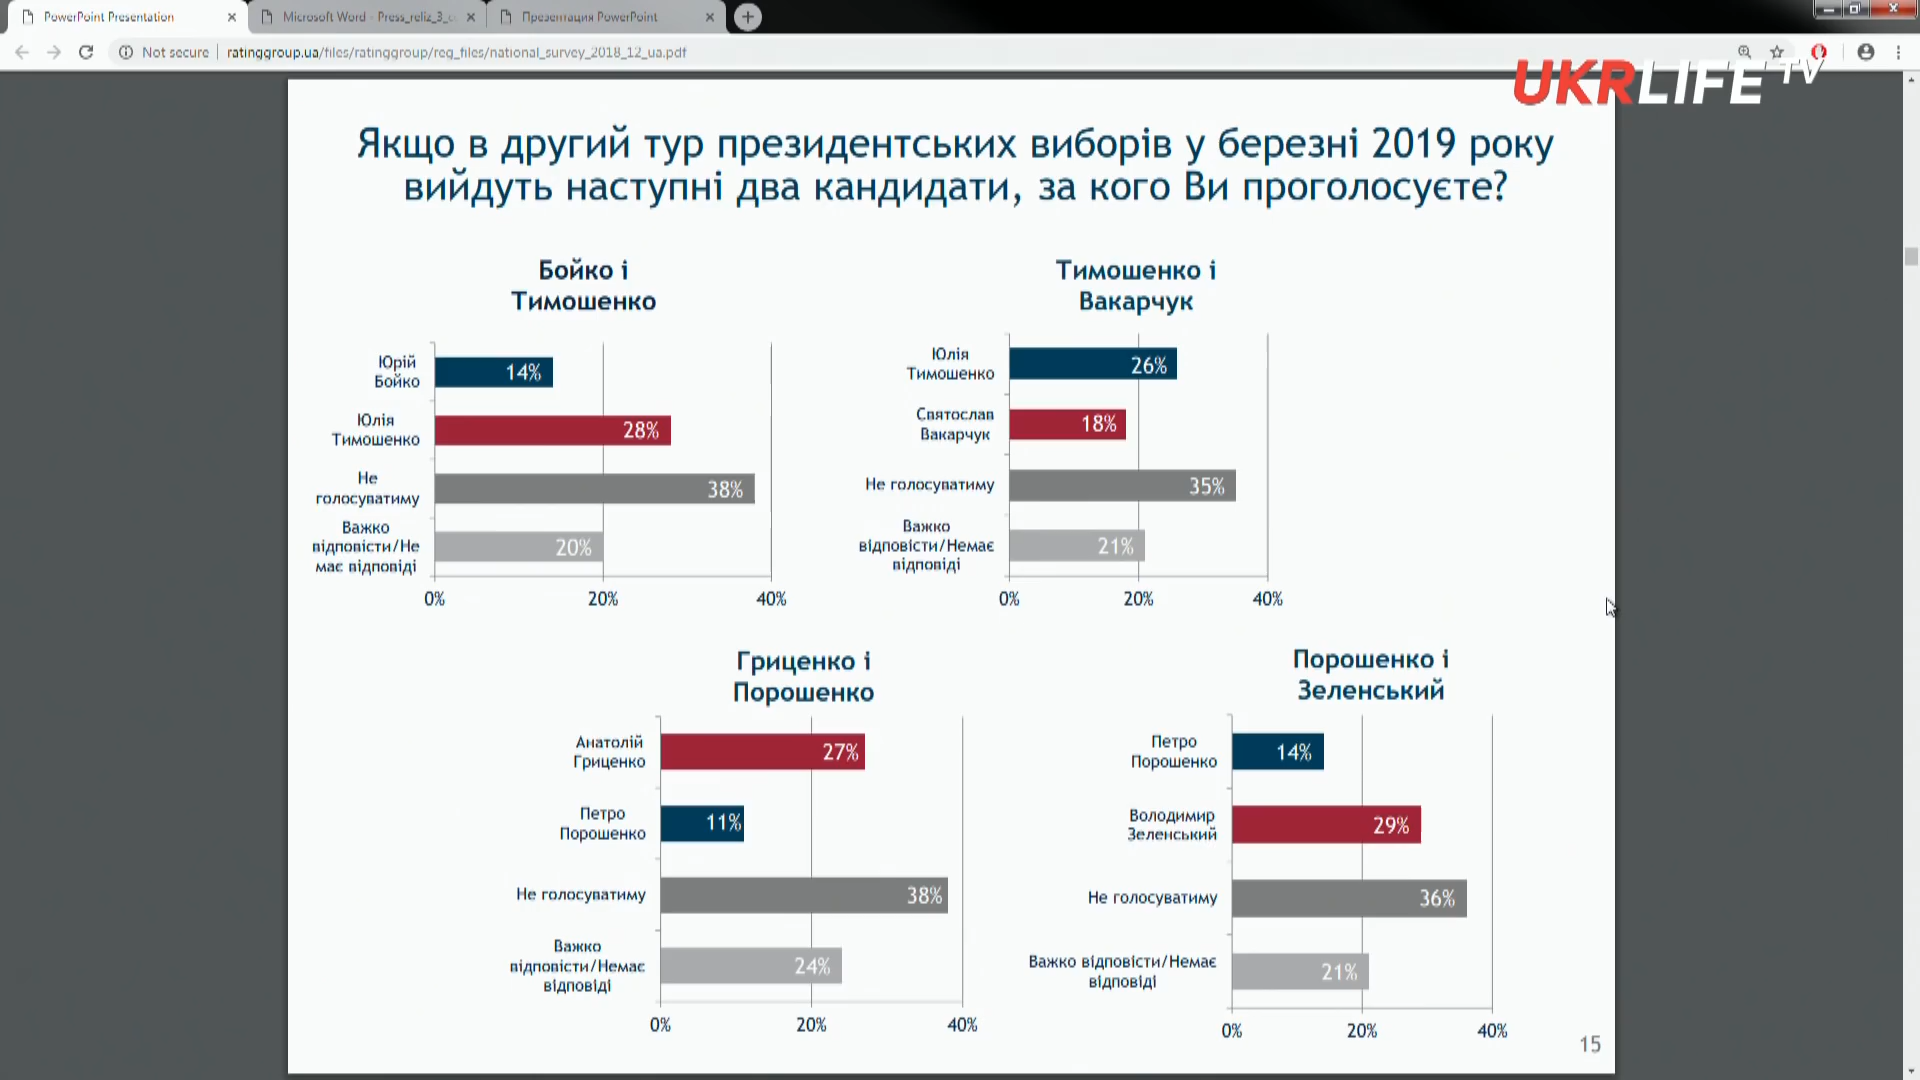 PowerPoint Presentation
Microsoft Word - Press_reliz_3_c
Презентация PowerPoint
Not secure
ratinggroup.ua/files/ratinggroup/reg_files/national_survey_2018_12_ua.pdf
UKRLIFE TV
Якщо в другий тур президентських виборів у березні 2019 року
вийдуть наступні два кандидати, за кого Ви проголосуєте?
Бойко і
Тимошенко
Юрій
Бойко
14%
Юлія
Тимошенко
28%
Не
голосуватиму
38%
Важко
відповісти/Не
має відповіді
20%
0% 20% 40%
Тимошенко і
Вакарчук
Юлія
Тимошенко
26%
Святослав
Вакарчук
18%
Не голосуватиму
35%
Важко
відповісти/Немає
відповіді
21%
0% 20% 40%
Гриценко і
Порошенко
Анатолій
Гриценко
27%
Петро
Порошенко
11%
Не голосуватиму
38%
Важко
відповісти/Немає
відповіді
24%
0% 20% 40%
Порошенко і
Зеленський
Петро
Порошенко
14%
Володимир
Зеленський
29%
Не голосуватиму
36%
Важко відповісти/Немає
відповіді
21%
0% 20% 40%
15